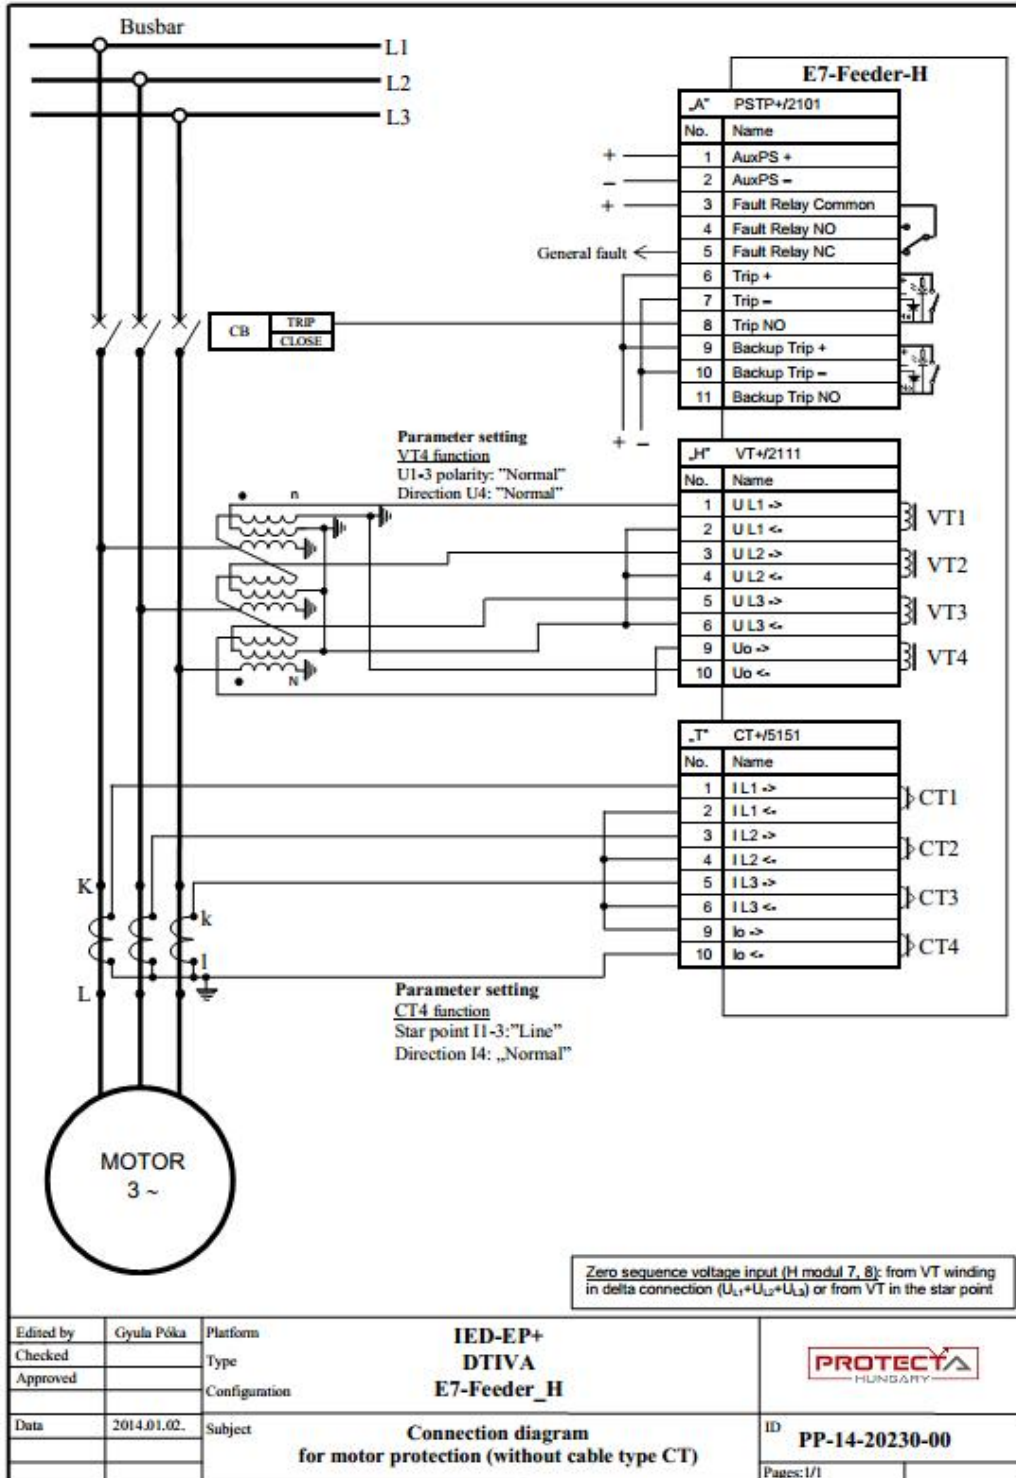 Busbar
L1
L2
L3
E7-Feeder-H
„A" PSTP+/2101
No. Name
1 AuxPS +
2 AuxPS -
3 Fault Relay Common
4 Fault Relay NO
5 Fault Relay NC
6 Trip +
7 Trip -
8 Trip NO
9 Backup Trip +
10 Backup Trip -
11 Backup Trip NO
+
-
+
General fault
CB TRIP
CLOSE
+ -
Parameter setting
VT4 function
U1-3 polarity: "Normal"
Direction U4: "Normal"
n
N
„H" VT+/2111
No. Name
1 U L1 ->
2 U L1 <-
3 U L2 ->
4 U L2 <-
5 U L3 ->
6 U L3 <-
9 Uo ->
10 Uo <-
VT1
VT2
VT3
VT4
„T" CT+/5151
No. Name
1 I L1 ->
2 I L1 <-
3 I L2 ->
4 I L2 <-
5 I L3 ->
6 I L3 <-
9 Io ->
10 Io <-
CT1
CT2
CT3
CT4
K
k
l
L
Parameter setting
CT4 function
Star point I1-3:"Line"
Direction I4: „Normal"
MOTOR
3 ~
Zero sequence voltage input (H modul 7, 8): from VT winding
in delta connection (UL1+UL2+UL3) or from VT in the star point
Edited by Gyula Póka
Checked
Approved
Data 2014.01.02.
Platform IED-EP+
Type DTIVA
Configuration E7-Feeder_H
Subject Connection diagram
for motor protection (without cable type CT)
PROTECTA
HUNGARY
ID PP-14-20230-00
Pages:1/1